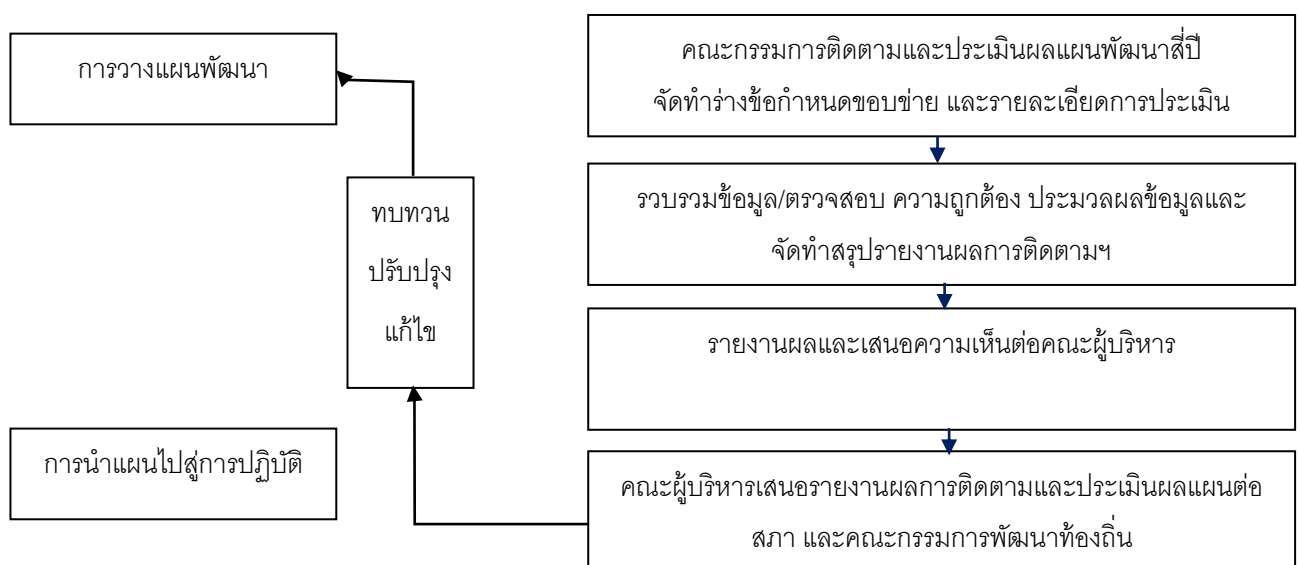 การวางแผนพัฒนา
คณะกรรมการติดตามและประเมินผลแผนพัฒนาสี่ปี
จัดทำร่างข้อกำหนดขอบข่าย และรายละเอียดการประเมิน
ทบทวน
ปรับปรุง
แก้ไข
รวบรวมข้อมูล/ตรวจสอบ ความถูกต้อง ประมวลผลข้อมูลและ
จัดทำสรุปรายงานผลการติดตามฯ
รายงานผลและเสนอความเห็นต่อคณะผู้บริหาร
การนำแผนไปสู่การปฏิบัติ
คณะผู้บริหารเสนอรายงานผลการติดตามและประเมินผลแผนต่อ
สภา และคณะกรรมการพัฒนาท้องถิ่น